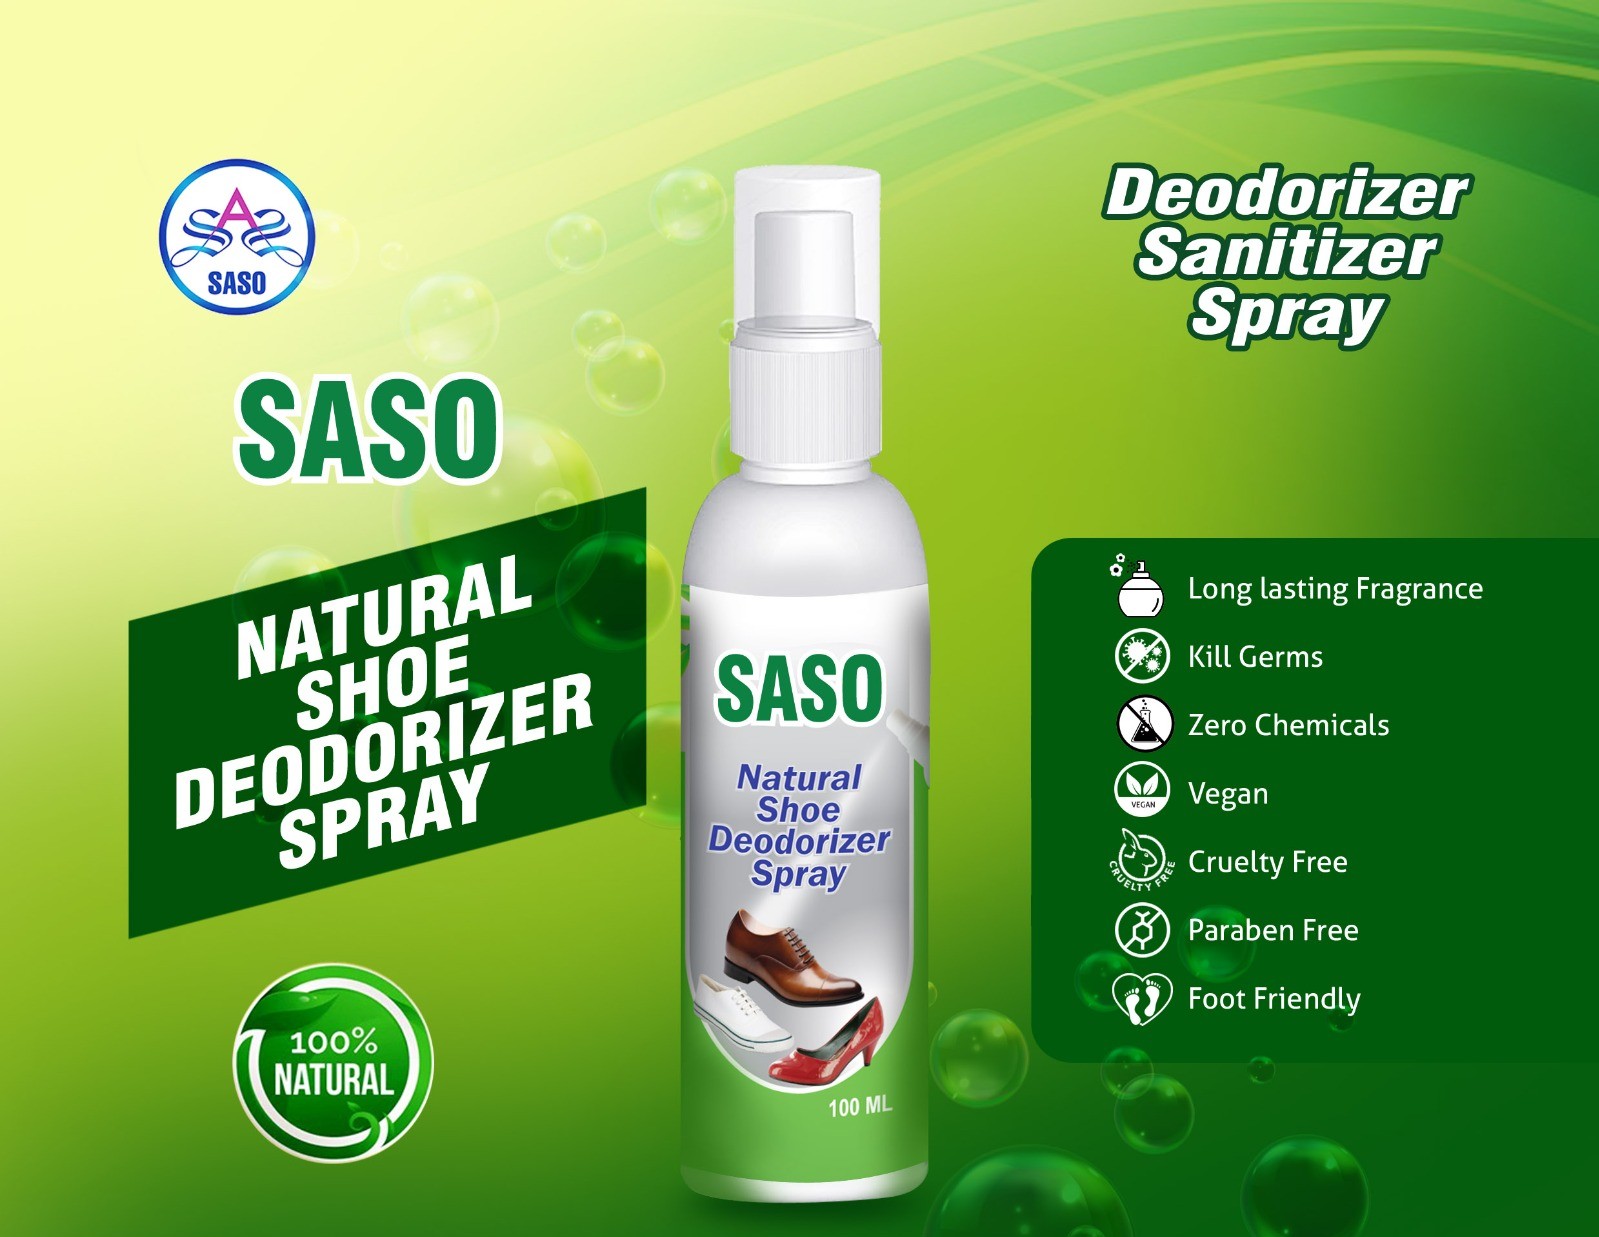 A
SASO
SASO
NATURAL
SHOE
DEODORIZER
SPRAY
100%
NATURAL
SASO
Natural
Shoe
Deodorizer
Spray
100 ML
Deodorizer
Sanitizer
Spray
Long lasting Fragrance
Kill Germs
Zero Chemicals
VEGAN
Vegan
CRUELTY FREE
Cruelty Free
Paraben Free
Foot Friendly